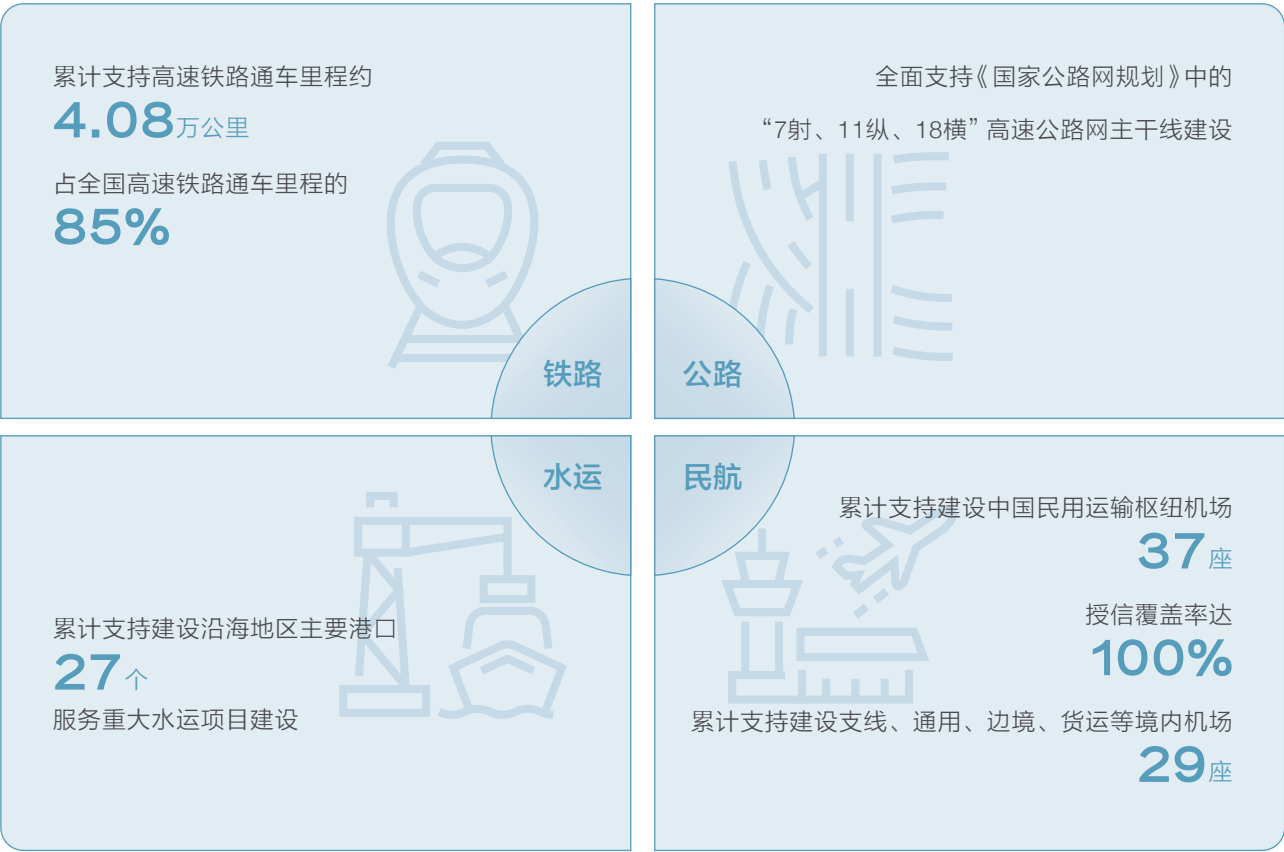 累计支持高速铁路通车里程约
4.08万公里
占全国高速铁路通车里程的
85%
铁路
全面支持《国家公路网规划》中的
“7射、11纵、18横”高速公路网主干线建设
公路
水运
累计支持建设沿海地区主要港口
27个
服务重大水运项目建设
民航
累计支持建设中国民用运输枢纽机场
37座
授信覆盖率达
100%
累计支持建设支线、通用、边境、货运等境内机场
29座